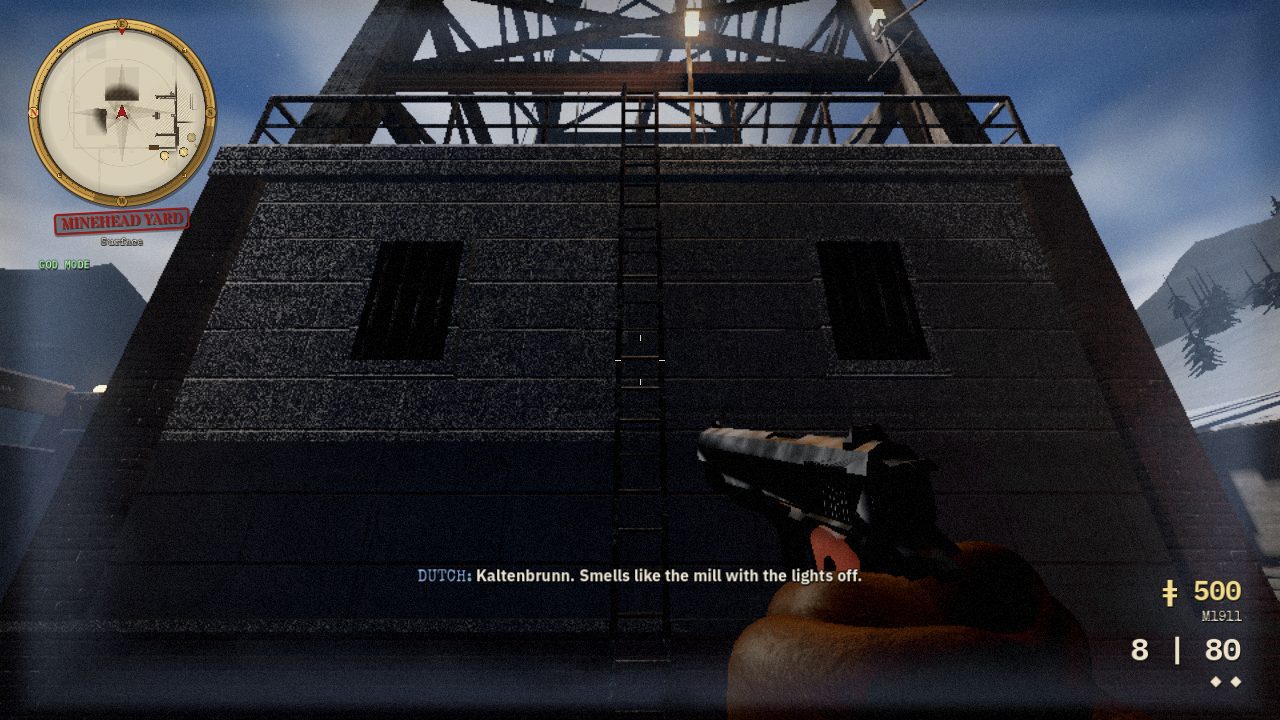 MINEHEAD YARD
Surface
GOD MODE
DUTCH: Kaltenbrunn. Smells like the mill with the lights off.
500
M1911
8 | 80